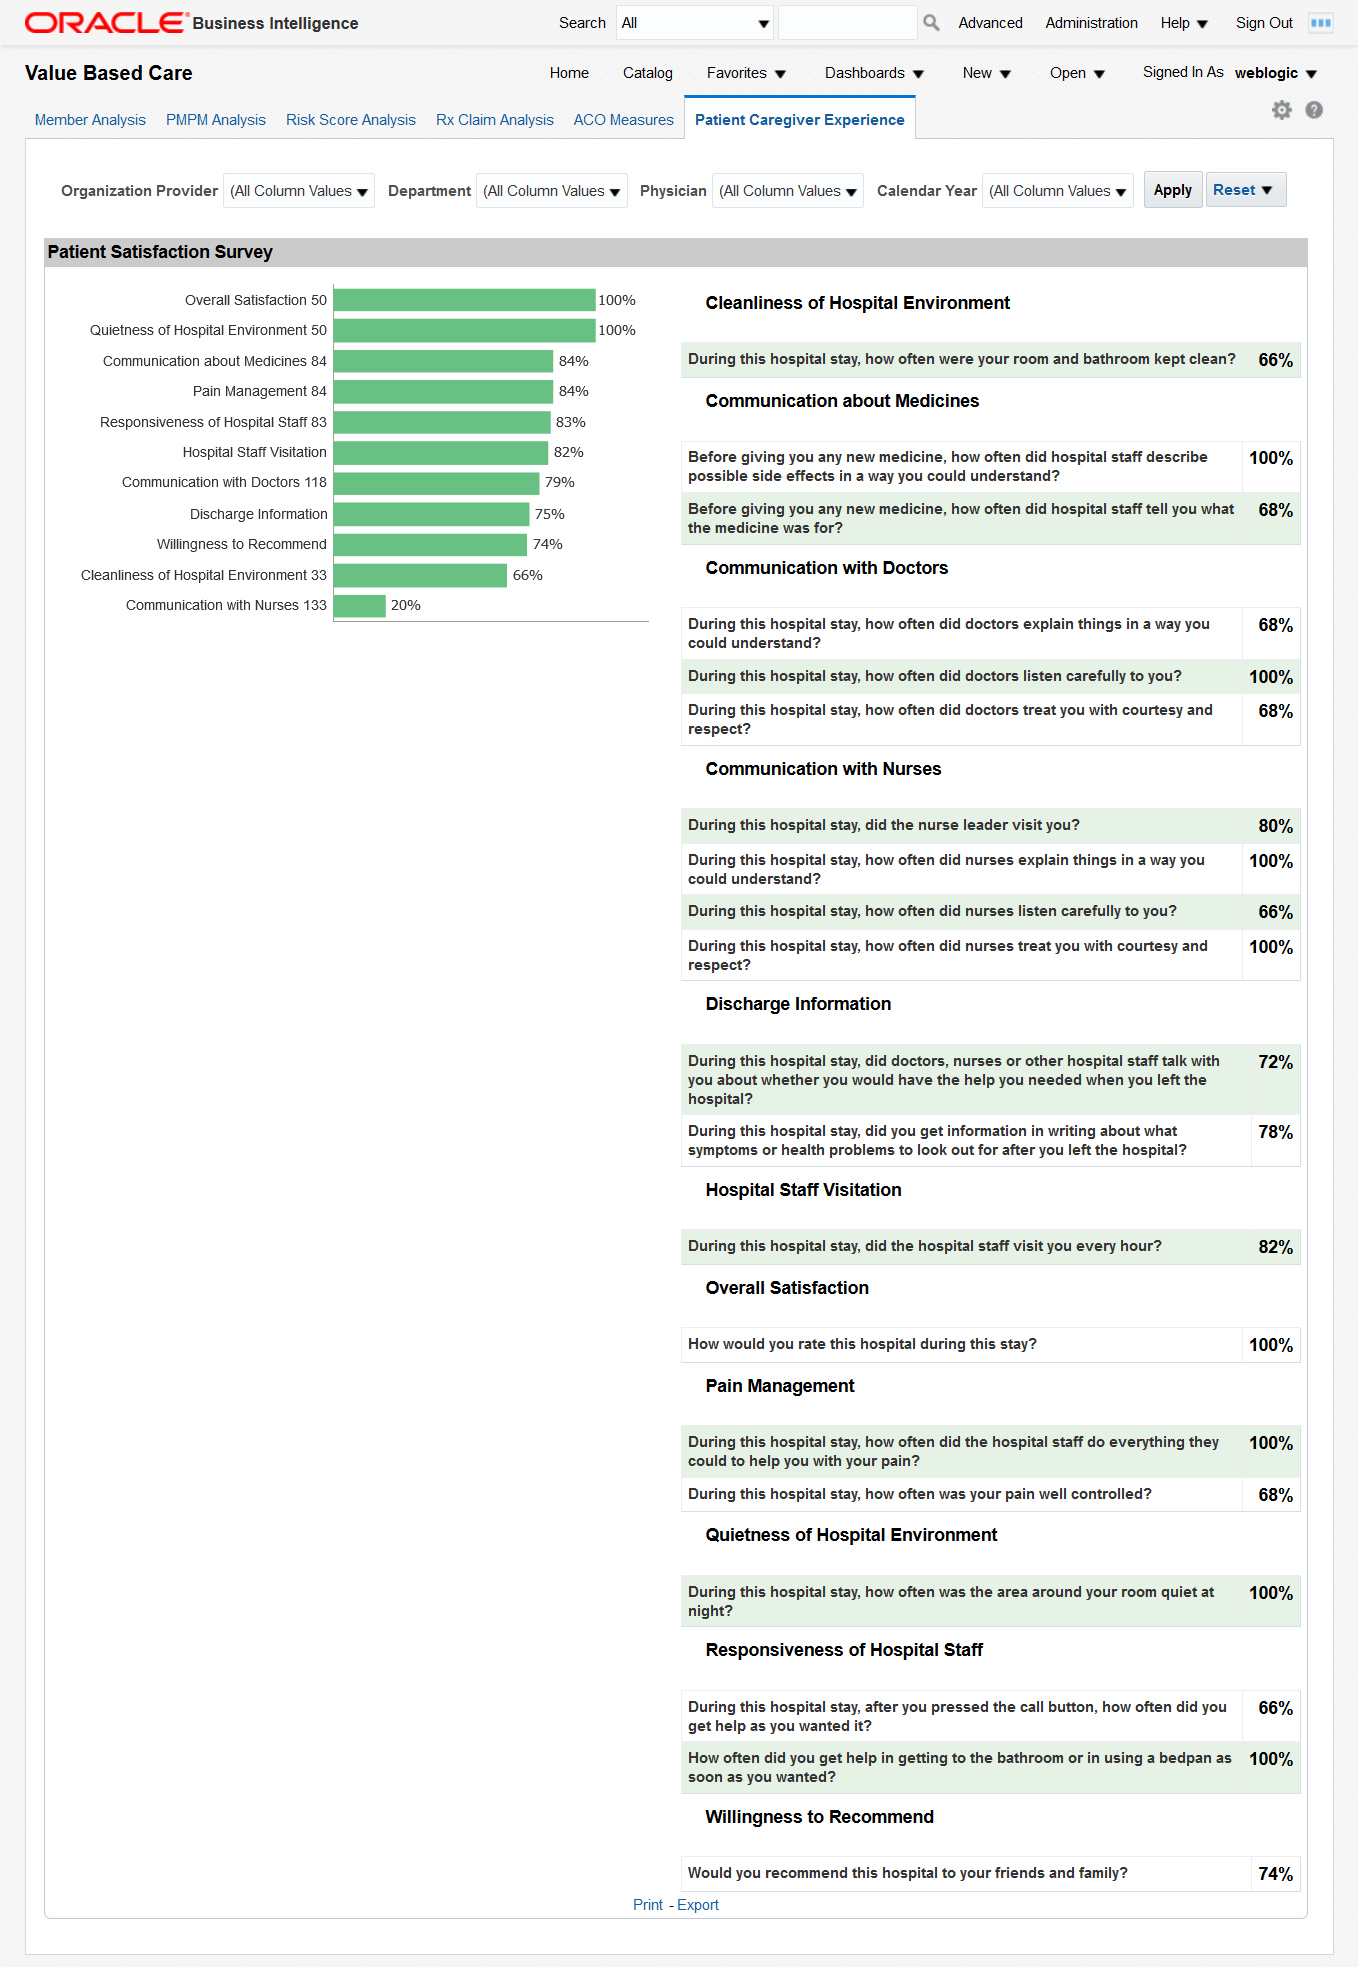 ORACLE® Business Intelligence
Search All Advanced Administration Help Sign Out
Value Based Care
Home Catalog Favorites Dashboards New Open Signed In As weblogic
Member Analysis PMPM Analysis Risk Score Analysis Rx Claim Analysis ACO Measures Patient Caregiver Experience
Organization Provider (All Column Values Department (All Column Values Physician (All Column Values Calendar Year (All Column Values Apply Reset
Patient Satisfaction Survey
Overall Satisfaction 50 100%
Quietness of Hospital Environment 50 100%
Communication about Medicines 84 84%
Pain Management 84 84%
Responsiveness of Hospital Staff 83 83%
Hospital Staff Visitation 82%
Communication with Doctors 118 79%
Discharge Information 75%
Willingness to Recommend 74%
Cleanliness of Hospital Environment 33 66%
Communication with Nurses 133 20%
Cleanliness of Hospital Environment
During this hospital stay, how often were your room and bathroom kept clean? 66%
Communication about Medicines
Before giving you any new medicine, how often did hospital staff describe 100%
possible side effects in a way you could understand?
Before giving you any new medicine, how often did hospital staff tell you what 68%
the medicine was for?
Communication with Doctors
During this hospital stay, how often did doctors explain things in a way you 68%
could understand?
During this hospital stay, how often did doctors listen carefully to you? 100%
During this hospital stay, how often did doctors treat you with courtesy and 68%
respect?
Communication with Nurses
During this hospital stay, did the nurse leader visit you? 80%
During this hospital stay, how often did nurses explain things in a way you 100%
could understand?
During this hospital stay, how often did nurses listen carefully to you? 66%
During this hospital stay, how often did nurses treat you with courtesy and 100%
respect?
Discharge Information
During this hospital stay, did doctors, nurses or other hospital staff talk with 72%
you about whether you would have the help you needed when you left the
hospital?
During this hospital stay, did you get information in writing about what 78%
symptoms or health problems to look out for after you left the hospital?
Hospital Staff Visitation
During this hospital stay, did the hospital staff visit you every hour? 82%
Overall Satisfaction
How would you rate this hospital during this stay? 100%
Pain Management
During this hospital stay, how often did the hospital staff do everything they 100%
could to help you with your pain?
During this hospital stay, how often was your pain well controlled? 68%
Quietness of Hospital Environment
During this hospital stay, how often was the area around your room quiet at 100%
night?
Responsiveness of Hospital Staff
During this hospital stay, after you pressed the call button, how often did you 66%
get help as you wanted it?
How often did you get help in getting to the bathroom or in using a bedpan as 100%
soon as you wanted?
Willingness to Recommend
Would you recommend this hospital to your friends and family? 74%
Print - Export